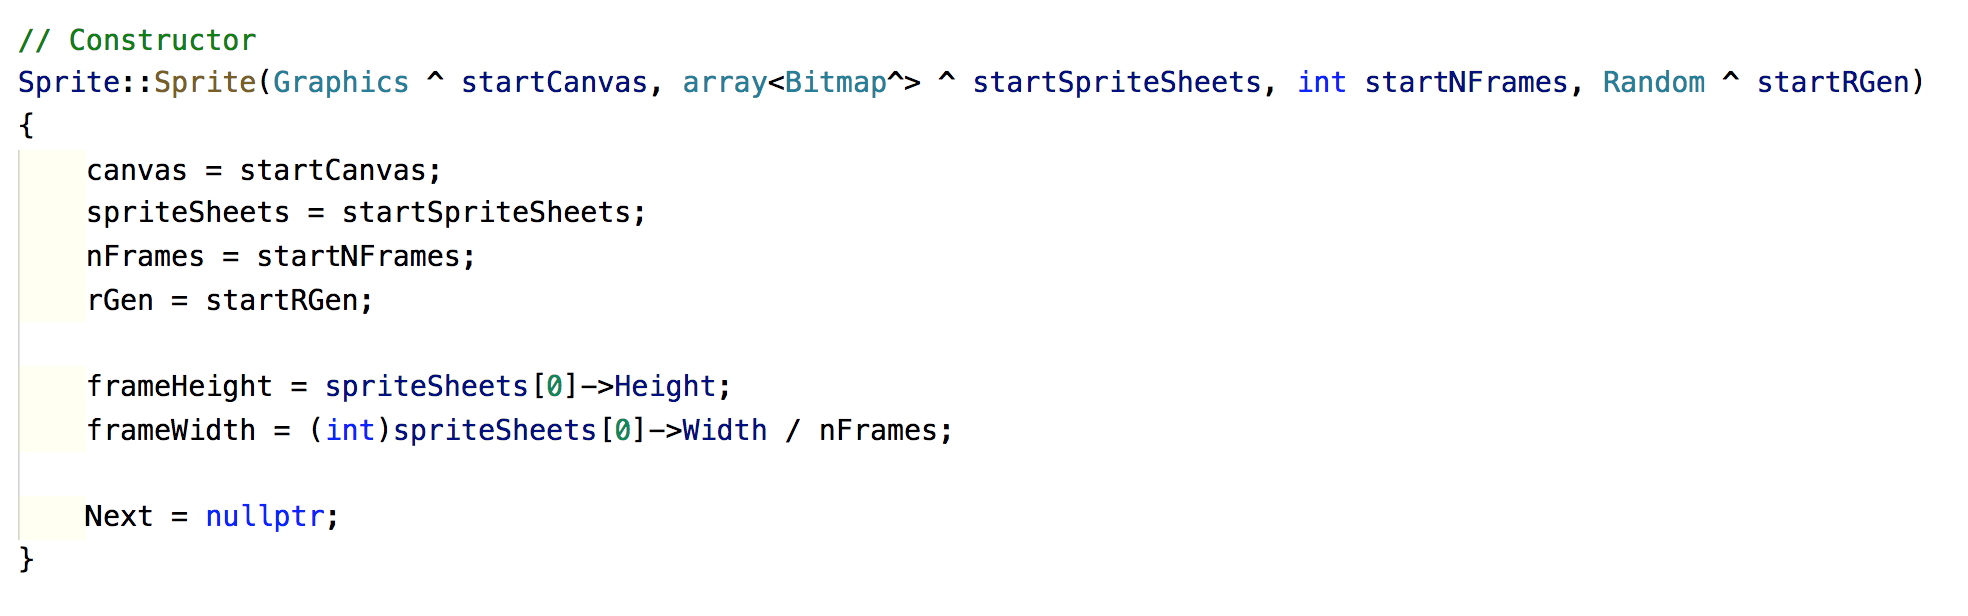 // Constructor
Sprite::Sprite(Graphics ^ startCanvas, array<Bitmap^> ^ startSpriteSheets, int startNFrames, Random ^ startRGen)
{
    canvas = startCanvas;
    spriteSheets = startSpriteSheets;
    nFrames = startNFrames;
    rGen = startRGen;

    frameHeight = spriteSheets[0]->Height;
    frameWidth = (int)spriteSheets[0]->Width / nFrames;

    Next = nullptr;
}